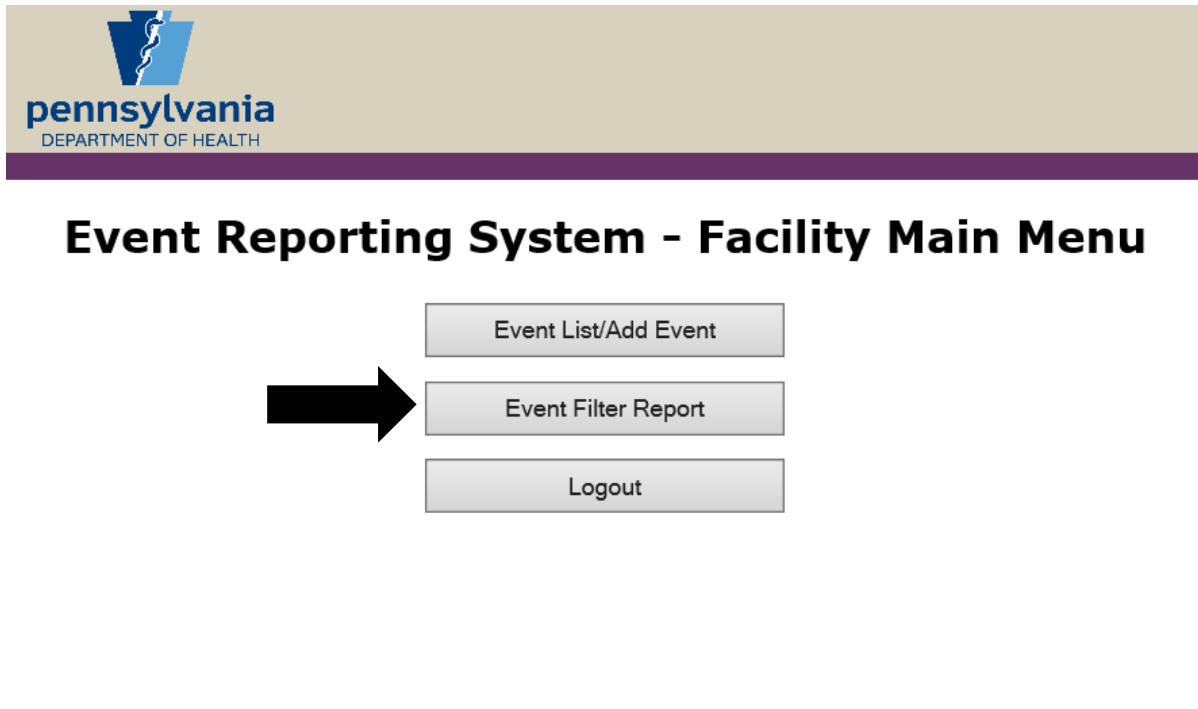 pennsylvania
DEPARTMENT OF HEALTH
Event Reporting System - Facility Main Menu
Event List/Add Event
Event Filter Report
Logout